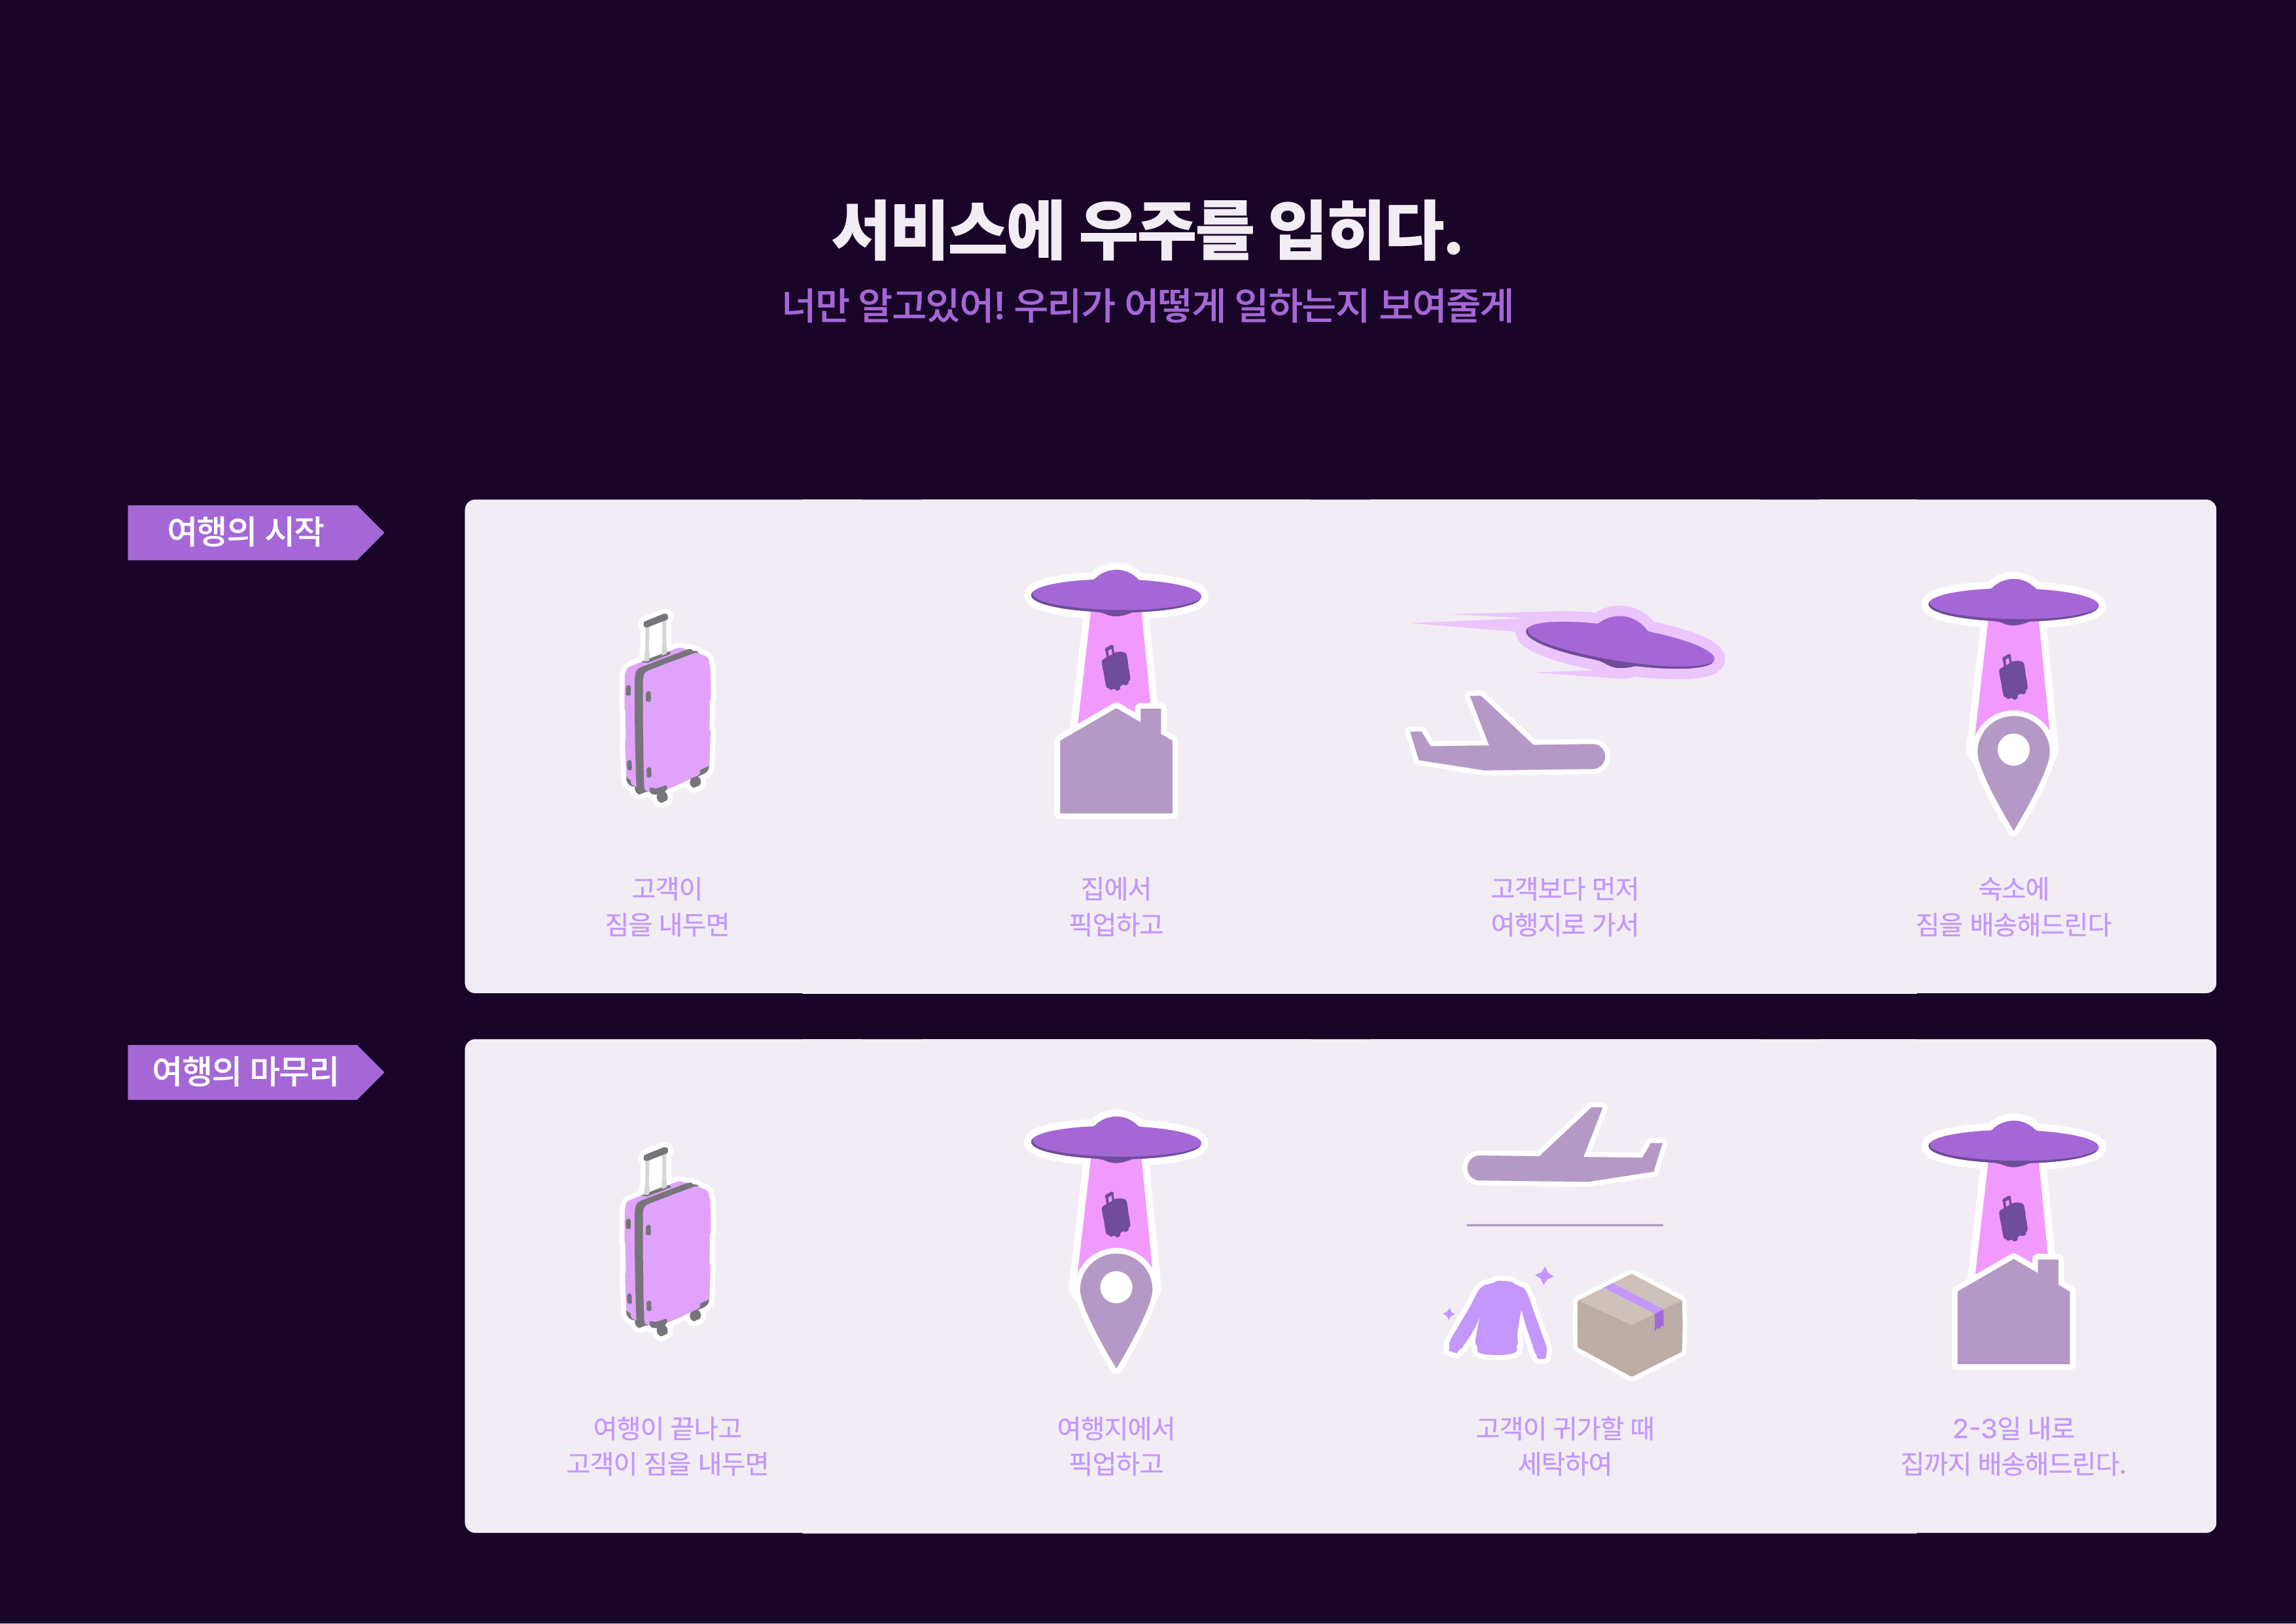 서비스에 우주를 입히다.
너만 알고있어! 우리가 어떻게 일하는지 보여줄게
여행의 시작
고객이
짐을 내두면
집에서
픽업하고
고객보다 먼저
여행지로 가서
숙소에
짐을 배송해드린다
여행의 마무리
여행이 끝나고
고객이 짐을 내두면
여행지에서
픽업하고
고객이 귀가할 때
세탁하여
2-3일 내로
집까지 배송해드린다.